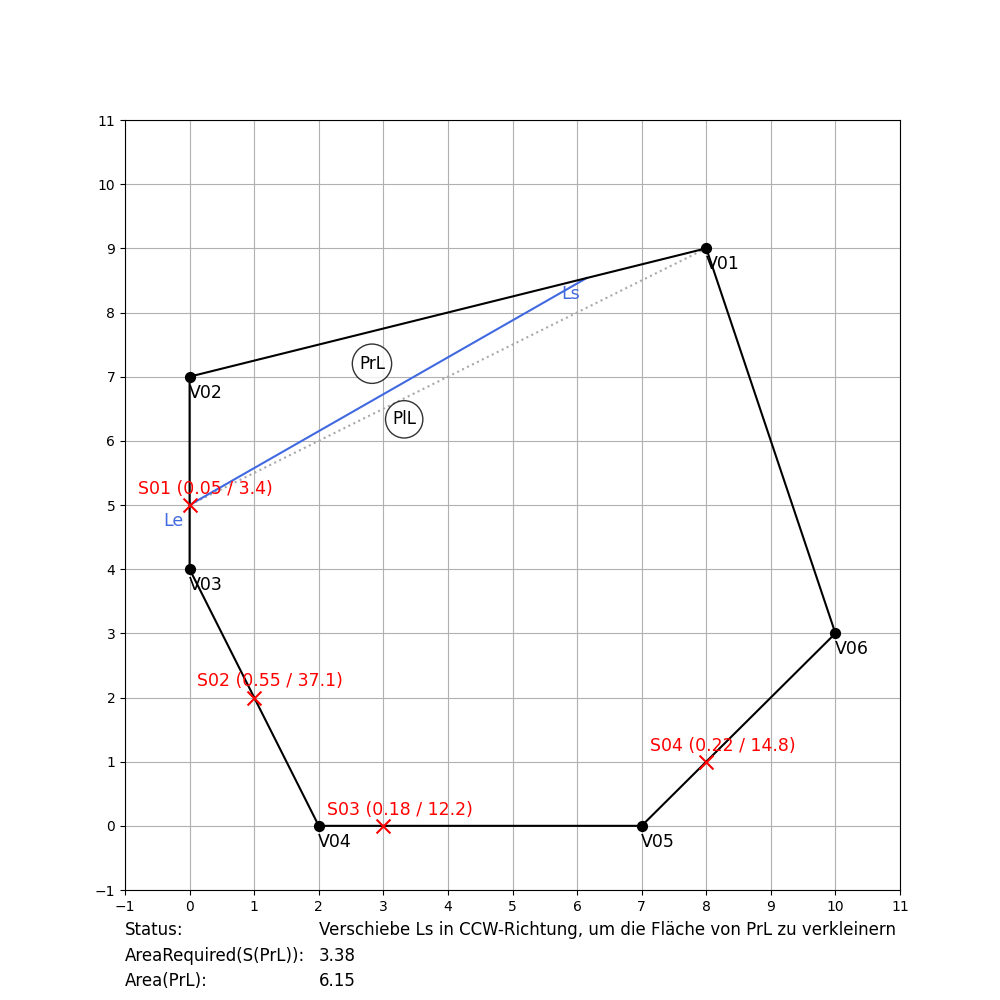 11
10
9
8
7
6
5
4
3
2
1
0
−1
−1 0 1 2 3 4 5 6 7 8 9 10 11
V01
Ls
PrL
V02
PlL
S01 (0.05 / 3.4)
Le
V03
V06
S02 (0.55 / 37.1)
S04 (0.22 / 14.8)
S03 (0.18 / 12.2)
V04
V05
Status: Verschiebe Ls in CCW-Richtung, um die Fläche von PrL zu verkleinern
AreaRequired(S(PrL)): 3.38
Area(PrL): 6.15